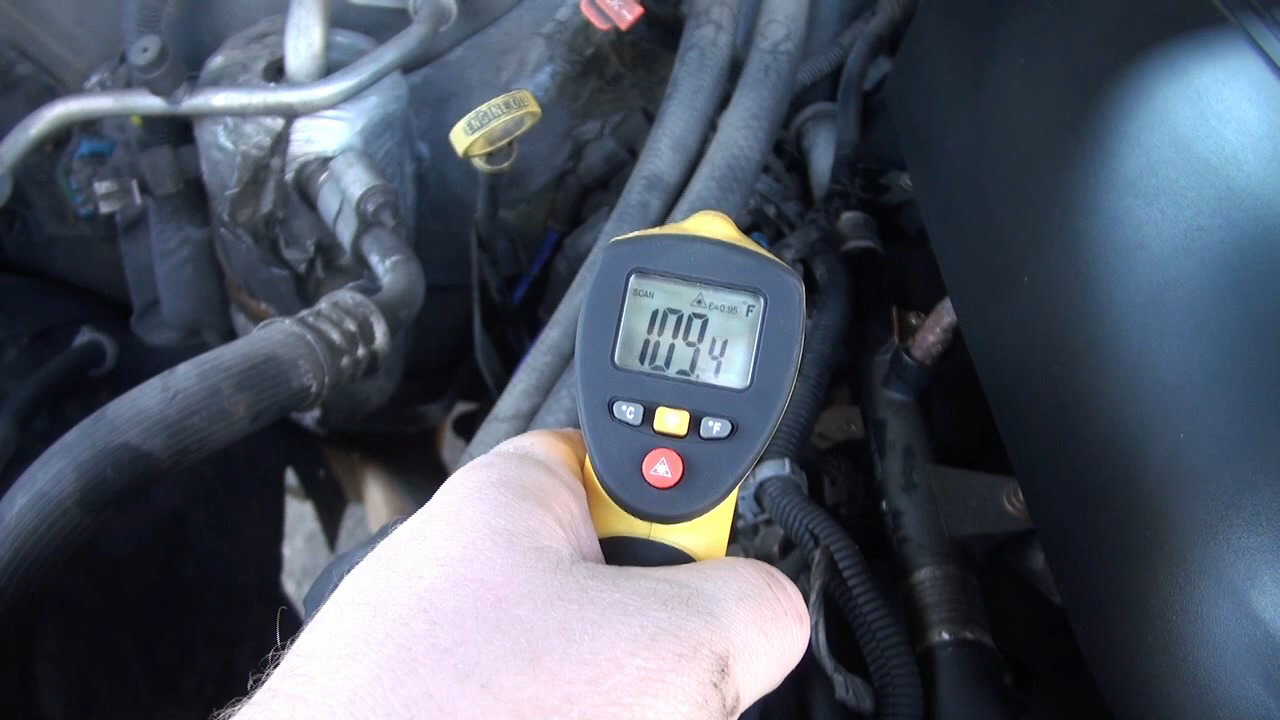 ENGINE OIL
SCAN
ε=0.95 °F
109.4
°C
°F